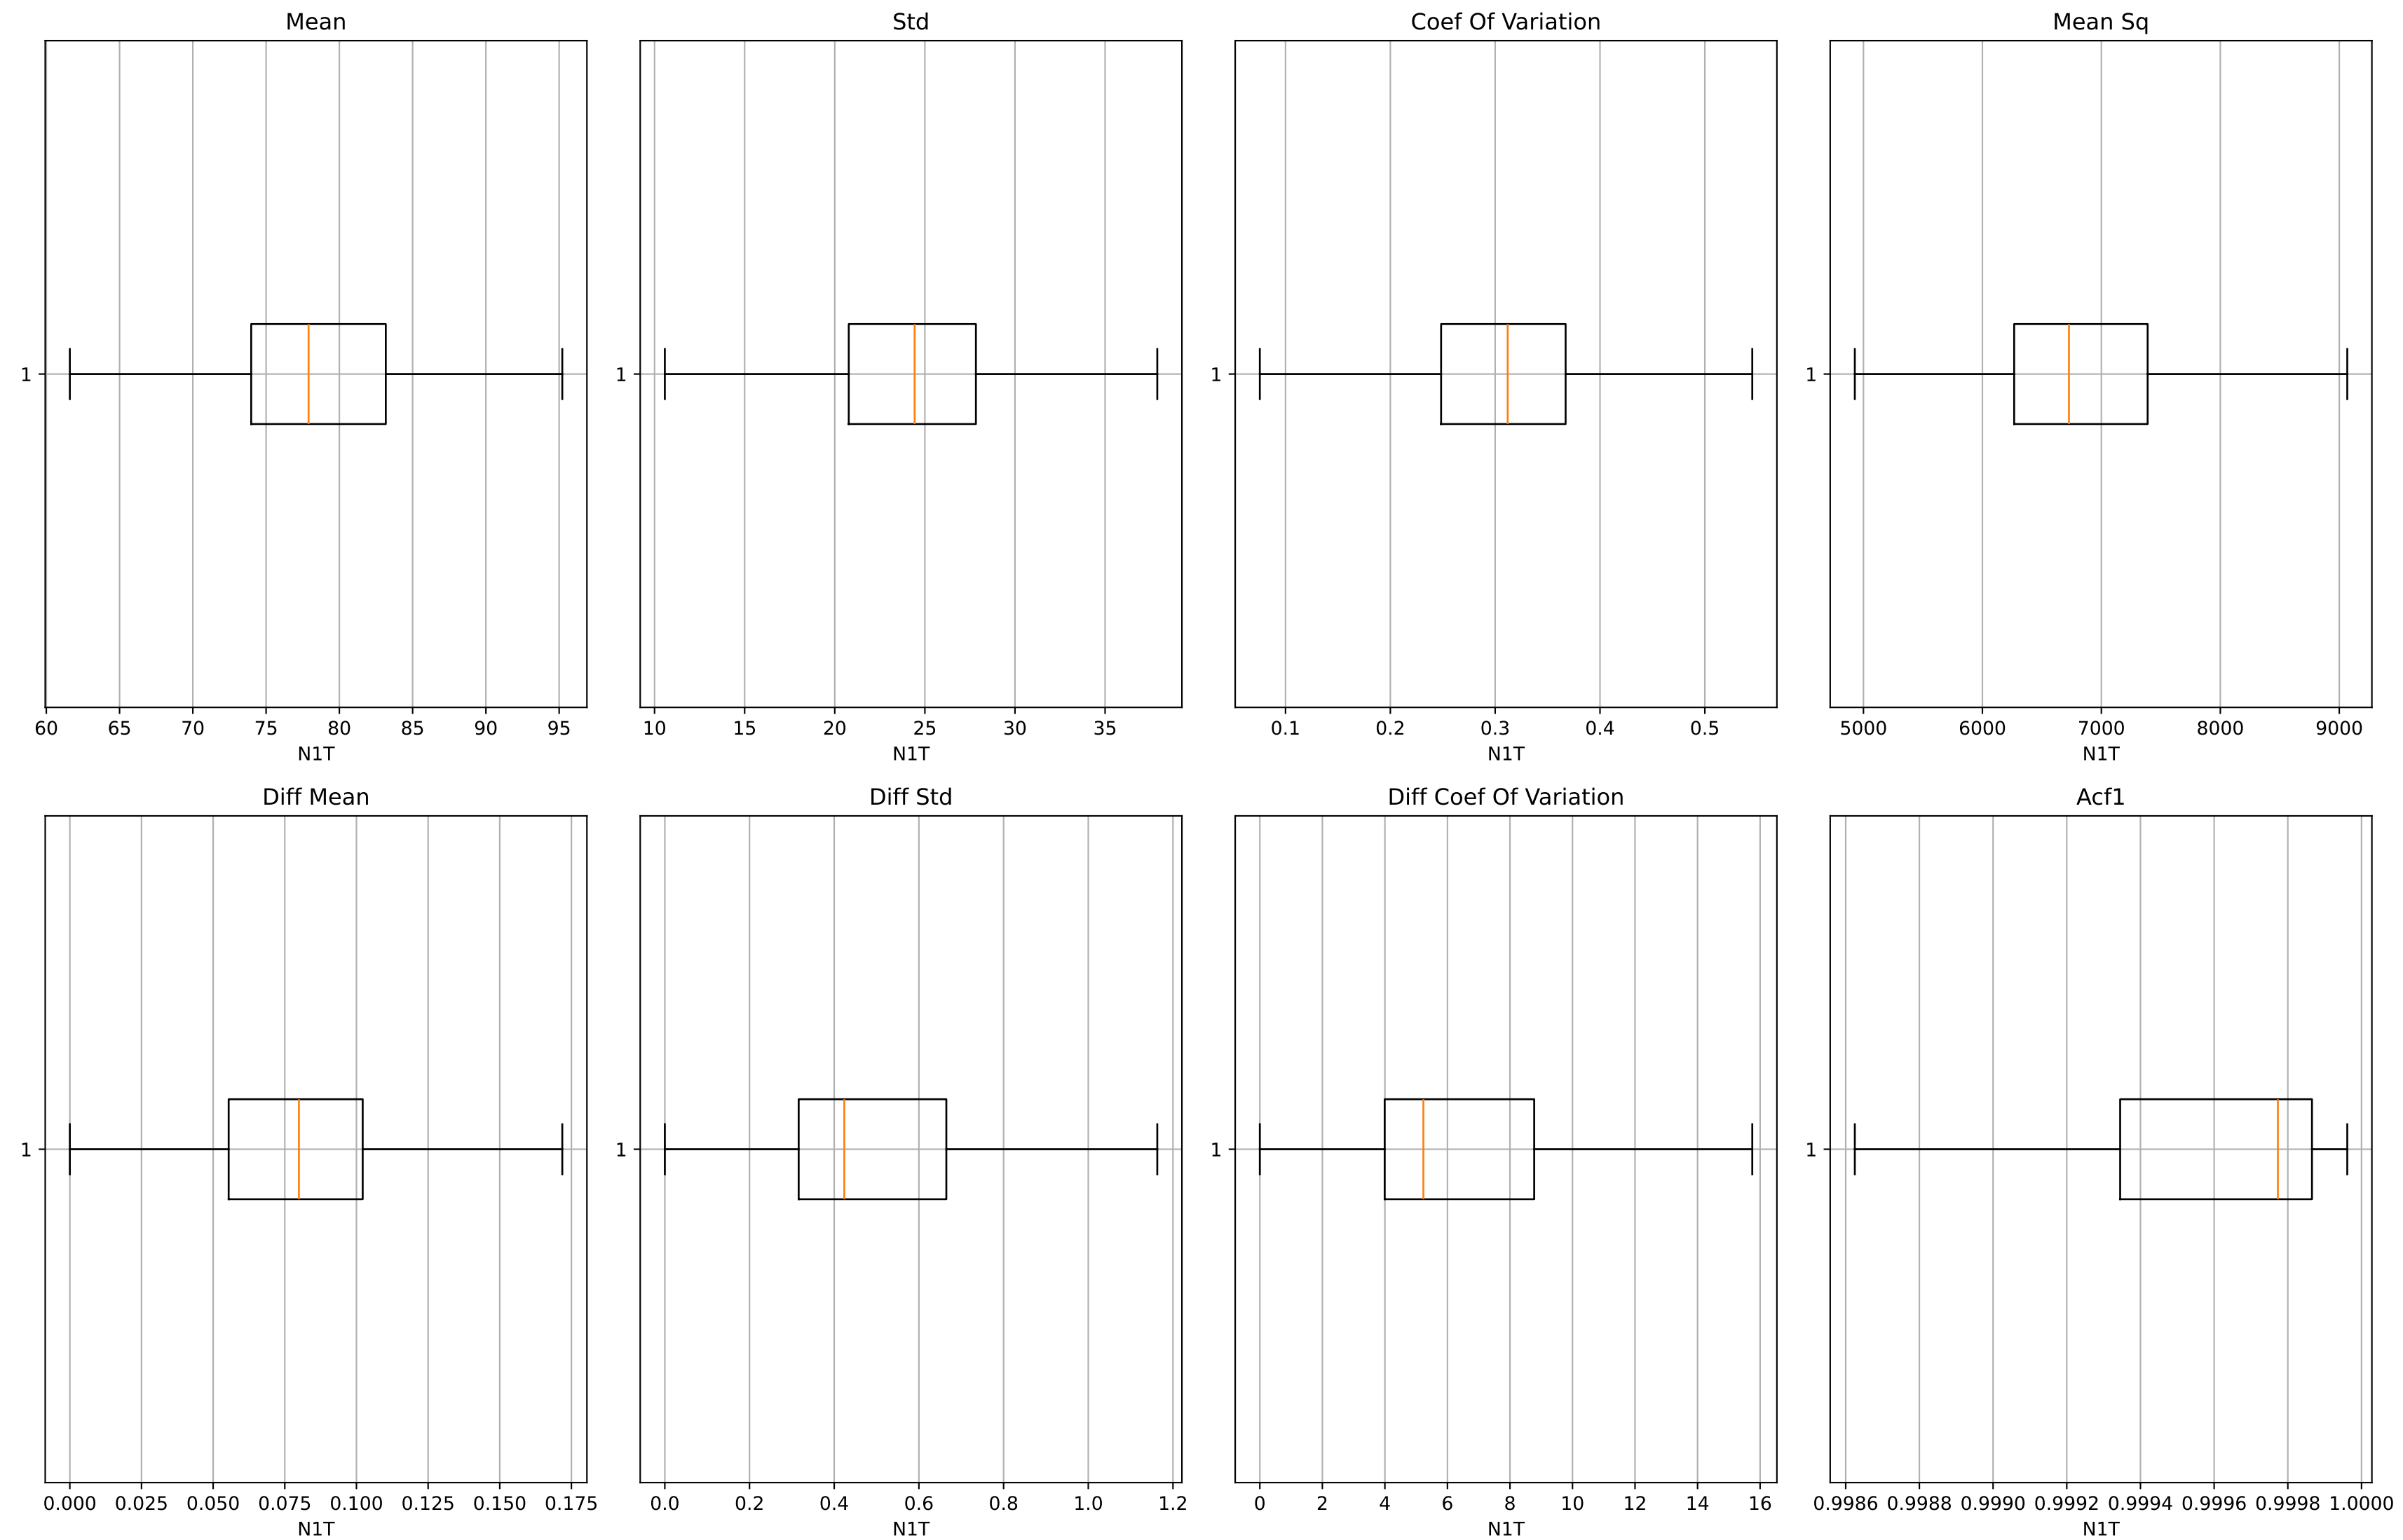 Mean
Std
Coef Of Variation
Mean Sq
1
1
1
1
60 65 70 75 80 85 90 95
10 15 20 25 30 35
0.1 0.2 0.3 0.4 0.5
5000 6000 7000 8000 9000
N1T
N1T
N1T
N1T
Diff Mean
Diff Std
Diff Coef Of Variation
Acf1
1
1
1
1
0.000 0.025 0.050 0.075 0.100 0.125 0.150 0.175
0.0 0.2 0.4 0.6 0.8 1.0 1.2
0 2 4 6 8 10 12 14 16
0.9986 0.9988 0.9990 0.9992 0.9994 0.9996 0.9998 1.0000
N1T
N1T
N1T
N1T